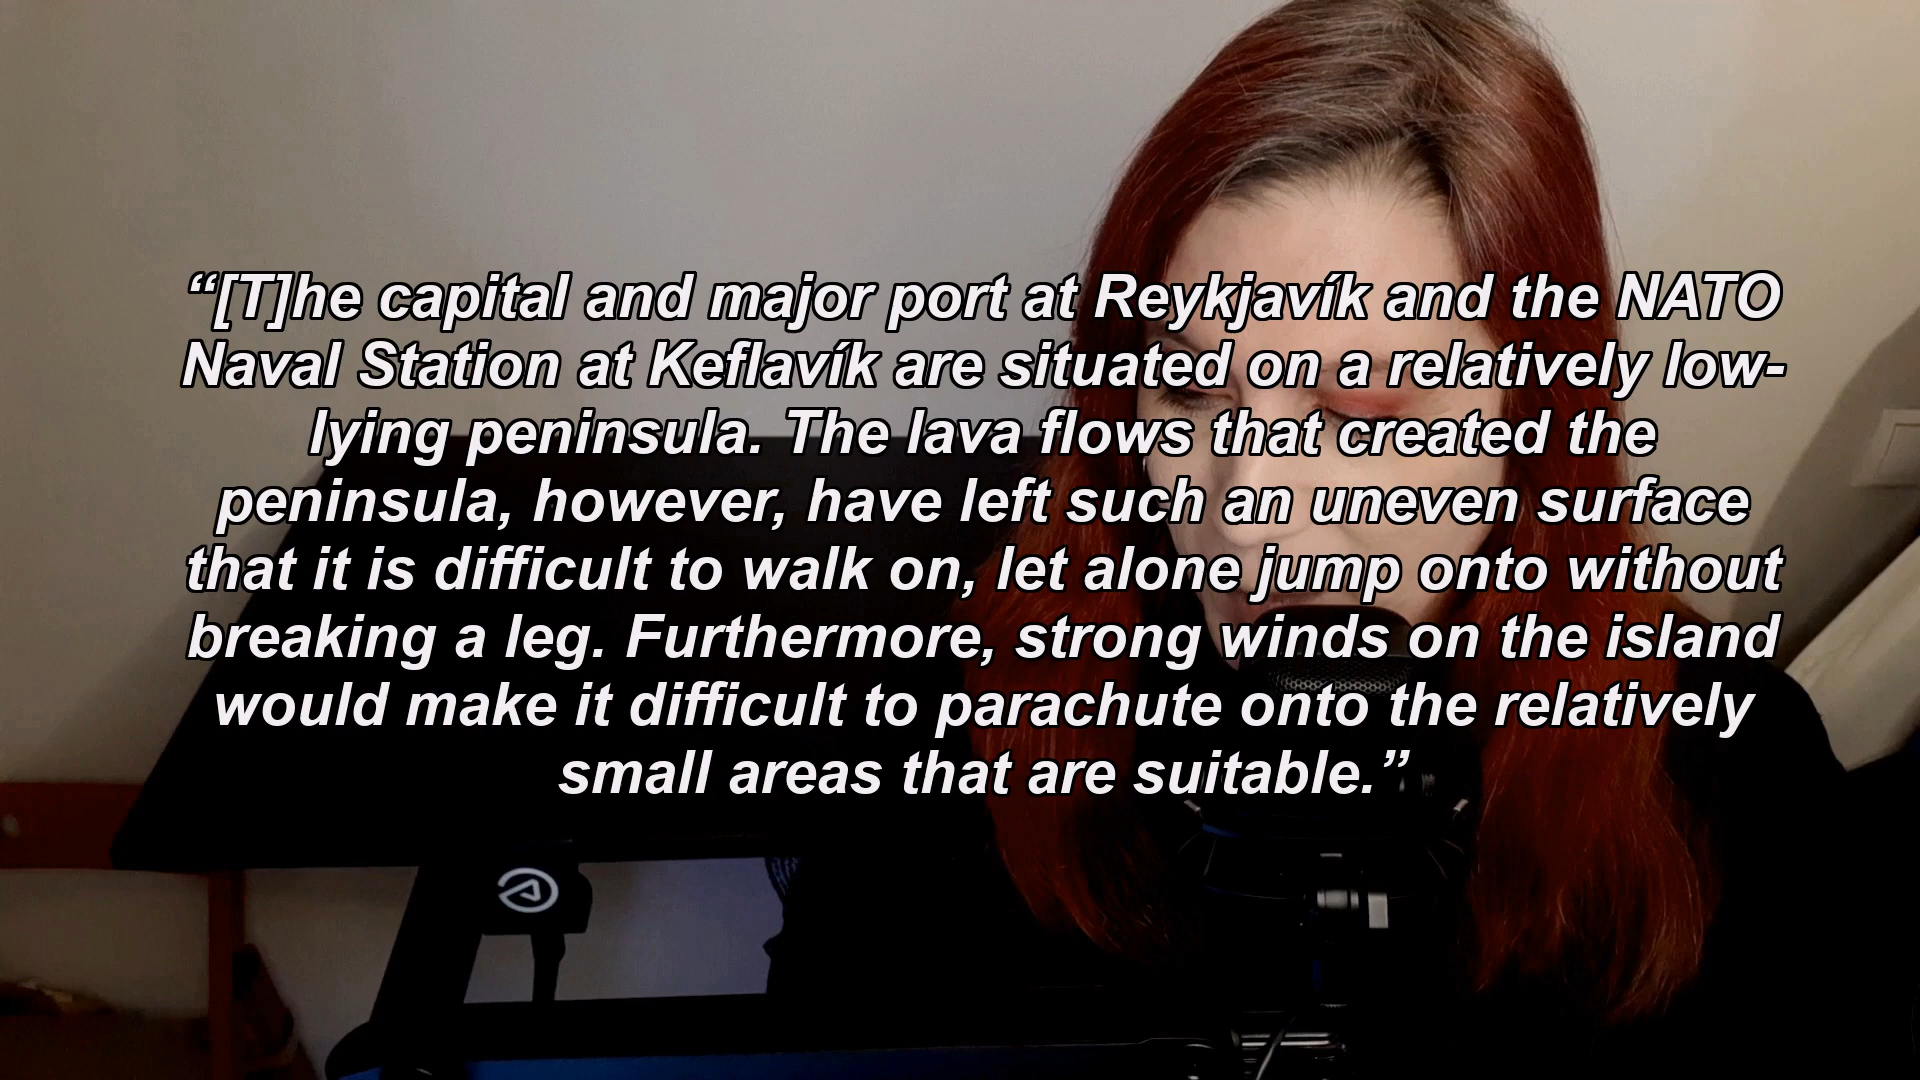 “[T]he capital and major port at Reykjavík and the NATO
Naval Station at Keflavík are situated on a relatively low-
lying peninsula. The lava flows that created the
peninsula, however, have left such an uneven surface
that it is difficult to walk on, let alone jump onto without
breaking a leg. Furthermore, strong winds on the island
would make it difficult to parachute onto the relatively
small areas that are suitable.”